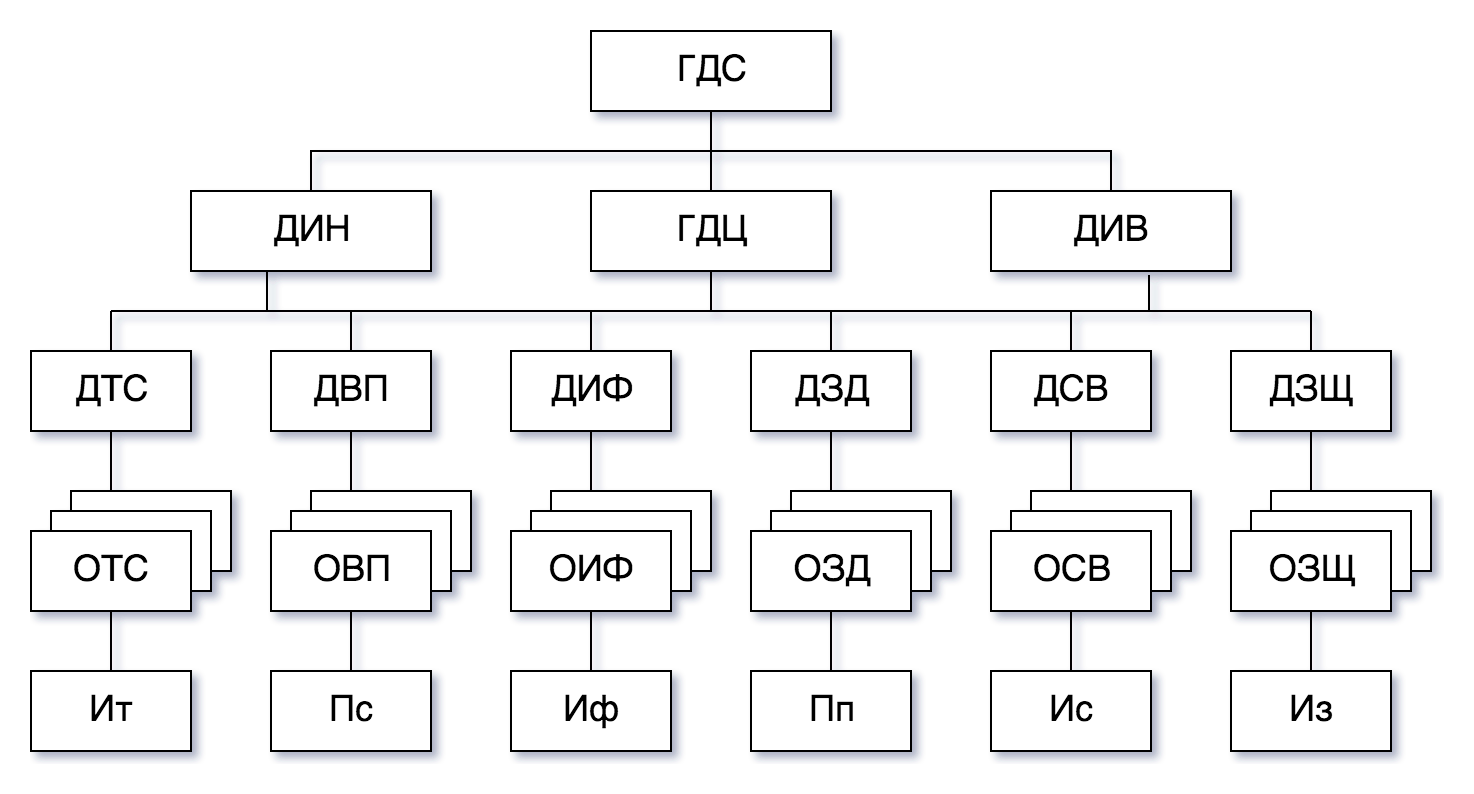 ГДС
ДИН
ГДЦ
ДИВ
ДТС
ДВП
ДИФ
ДЗД
ДСВ
ДЗЩ
ОТС
ОВП
ОИФ
ОЗД
ОСВ
ОЗЩ
Ит
Пс
Иф
Пп
Ис
Из